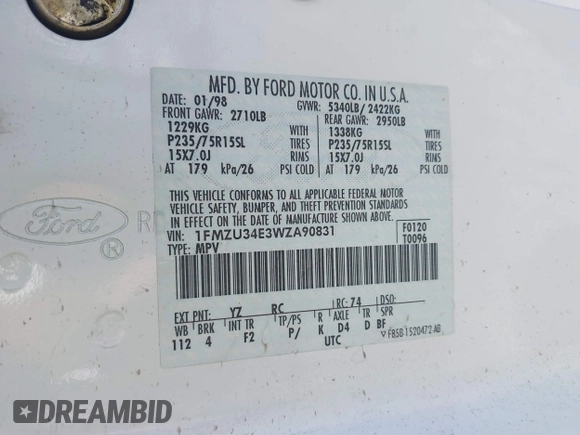 MFD. BY FORD MOTOR CO. IN U.S.A.
DATE: 01/98 GVWR: 5340LB/ 2422KG
FRONT GAWR: 2710LB REAR GAWR: 2950LB
1229KG WITH 1338KG WITH
P235/75R15SL TIRES P235/75R15SL TIRES
15X7.0J RIMS 15X7.0J RIMS
AT 179 kPa/26 PSI COLD AT 179 kPa/26 PSI COLD
THIS VEHICLE CONFORMS TO ALL APPLICABLE FEDERAL MOTOR
VEHICLE SAFETY, BUMPER, AND THEFT PREVENTION STANDARDS
IN EFFECT ON THE DATE OF MANUFACTURE SHOWN ABOVE.
VIN: 1FMZU34E3WZA90831 F0120
TYPE: MPV T0096
Ford
®
EXT PNT: YZ RC RC: 74 DSO:
WB BRK INT TR TP/PS R AXLE TR SPR
112 4 F2 P/ K D4 D BF
UTC F85B 1520472 AB
DREAMBID